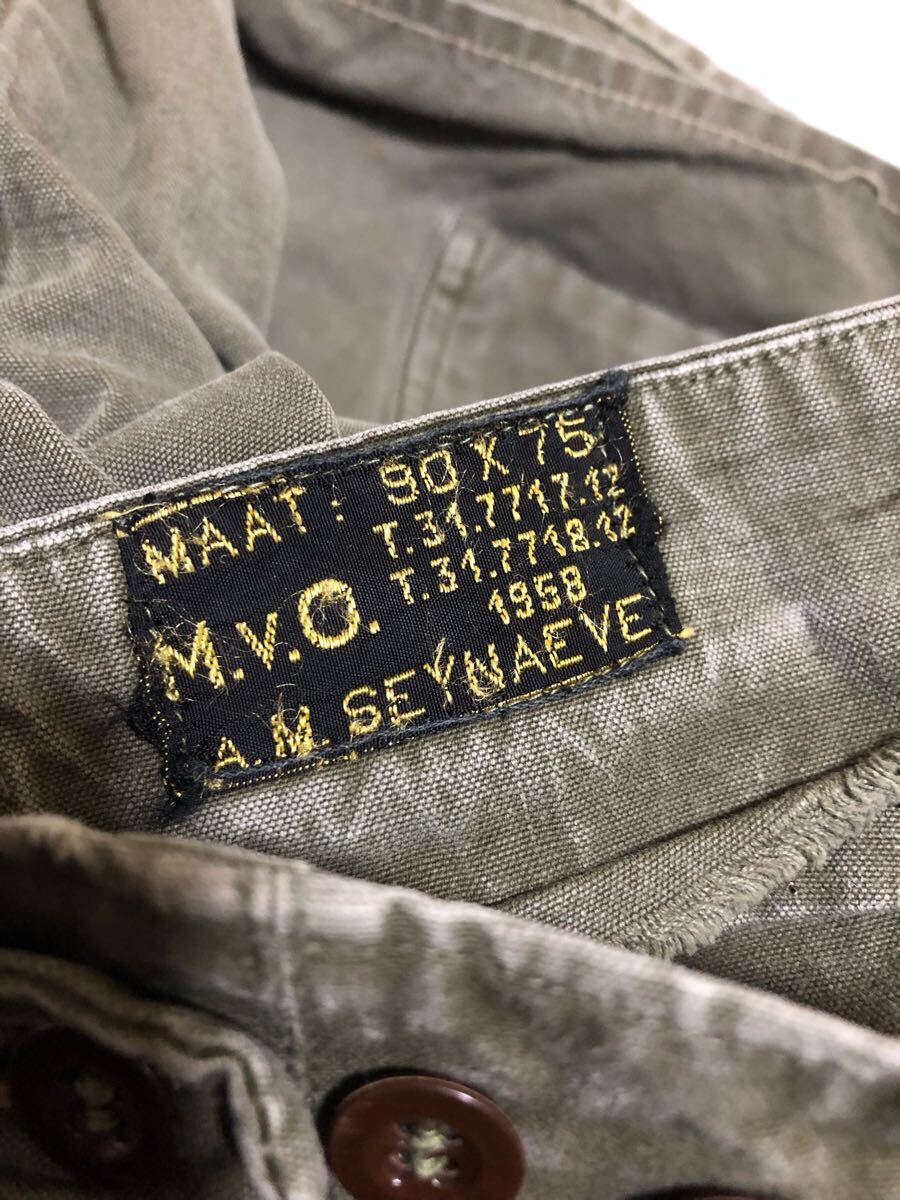 MAAT: 90 X 75
T.31.7717.12
M.V.O. T.31.7718.12
1958
A.M. SEYNAEVE